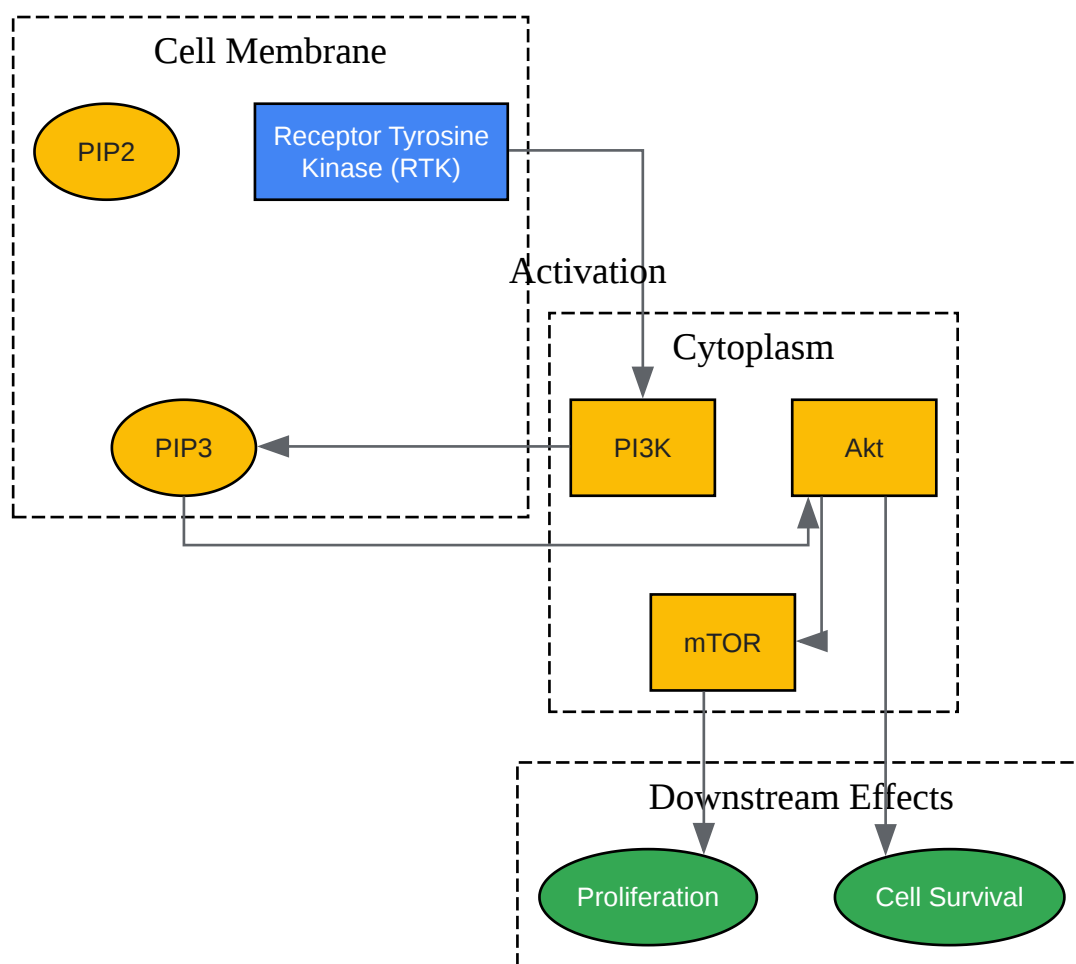 Cell Membrane
PIP2
Receptor Tyrosine
Kinase (RTK)
Activation
Cytoplasm
PIP3
PI3K
Akt
mTOR
Downstream Effects
Proliferation
Cell Survival